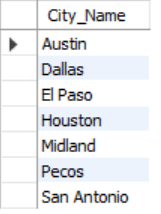 City_Name
Austin
Dallas
El Paso
Houston
Midland
Pecos
San Antonio